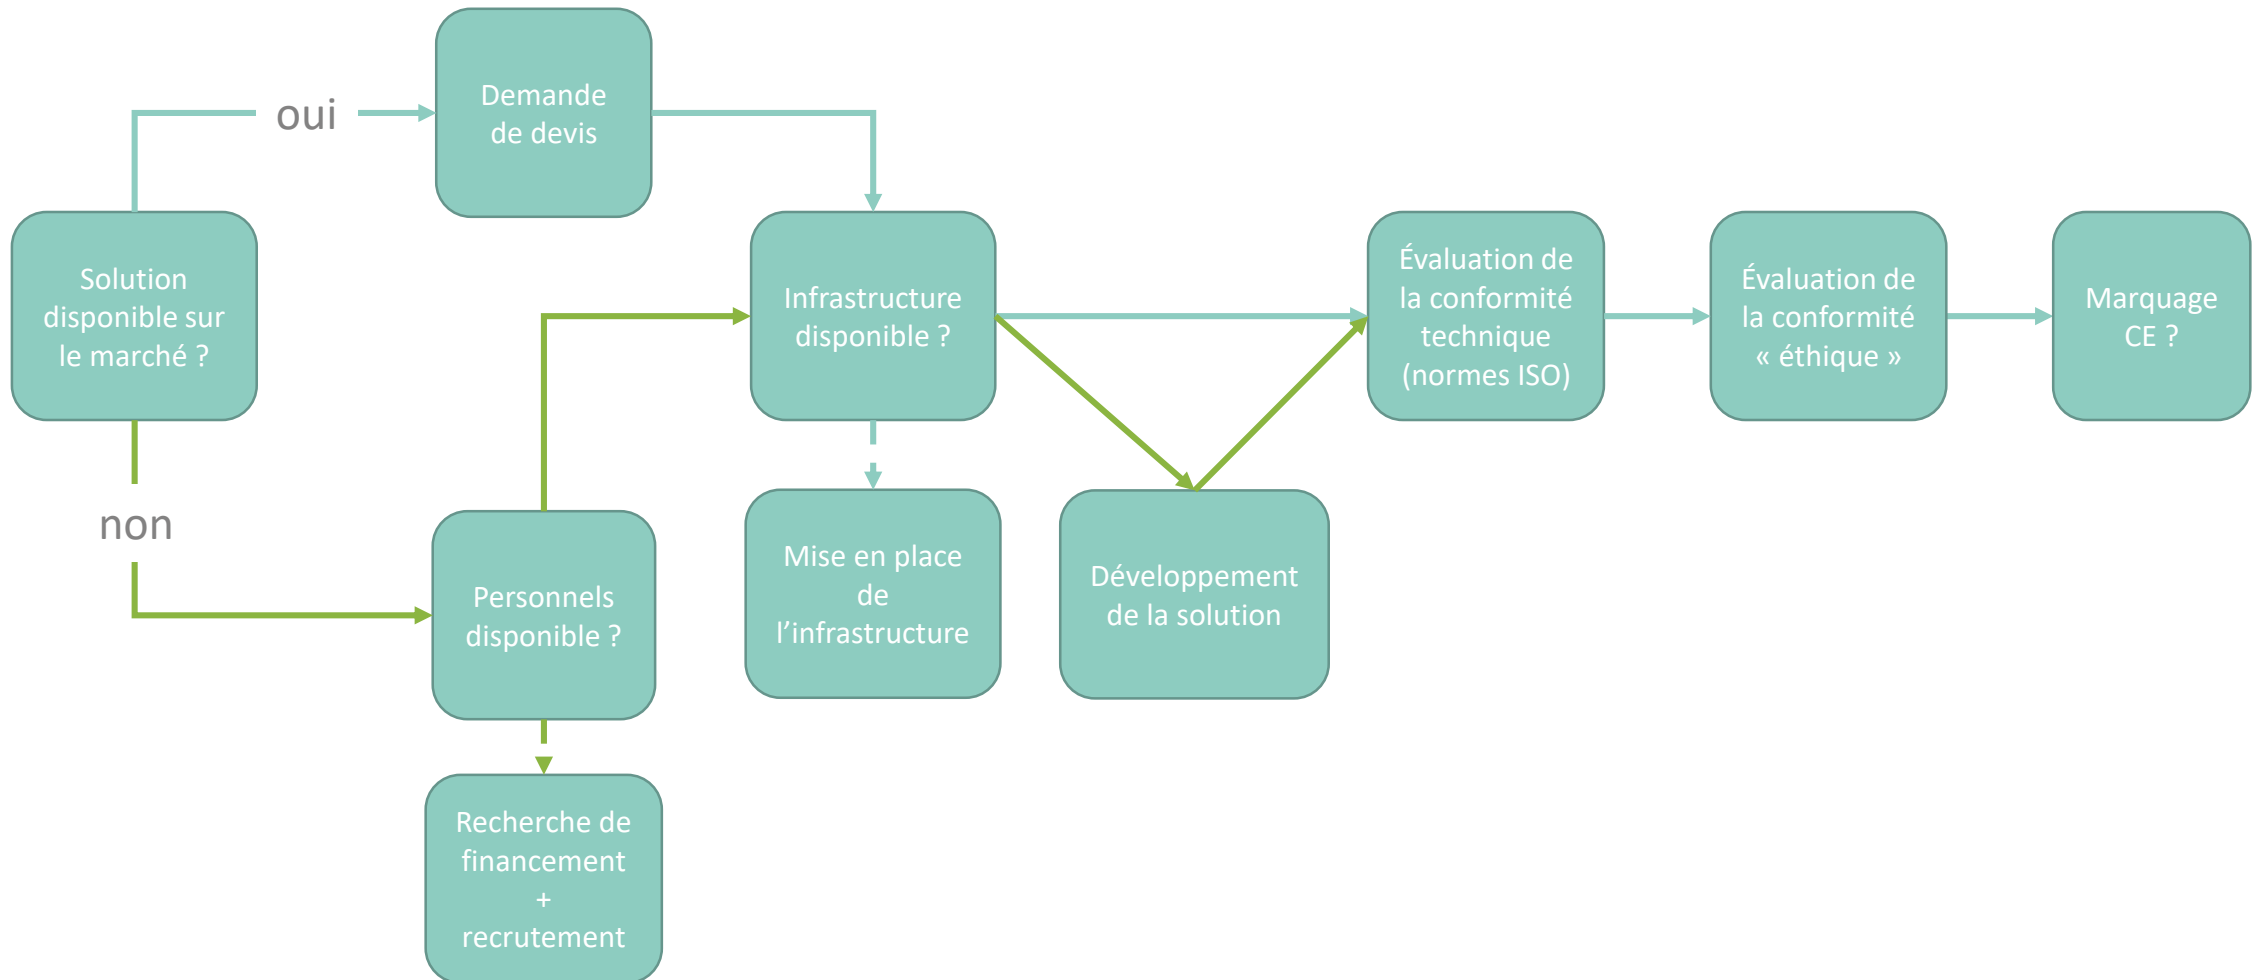 oui
Demande
de devis
Solution
disponible sur
le marché ?
Infrastructure
disponible ?
Évaluation de
la conformité
technique
(normes ISO)
Évaluation de
la conformité
« éthique »
Marquage
CE ?
non
Personnels
disponible ?
Mise en place
de
l’infrastructure
Développement
de la solution
Recherche de
financement
+
recrutement